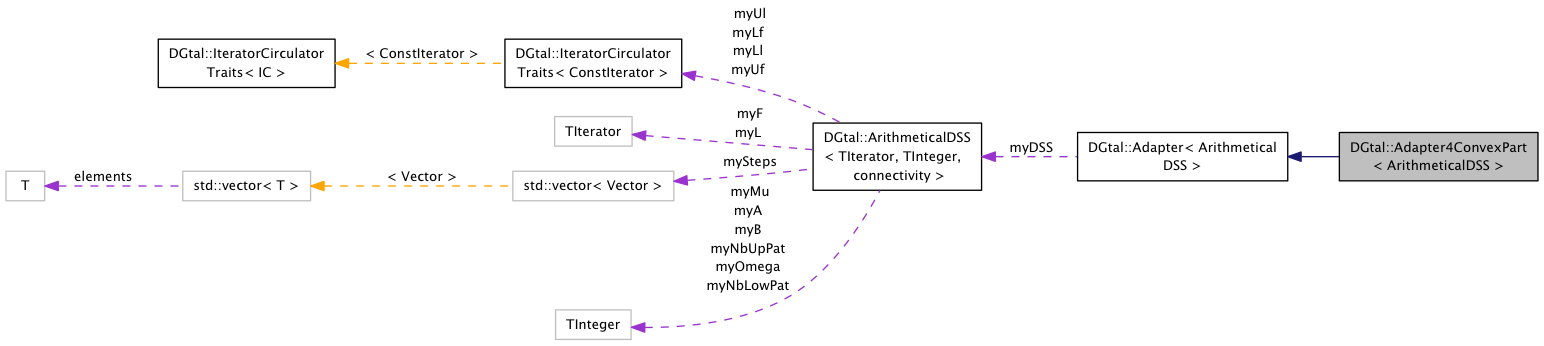 myUl
myLf
myLl
myUf
DGtal::IteratorCirculator
Traits< IC >
< ConstIterator >
DGtal::IteratorCirculator
Traits< ConstIterator >
TIterator
myF
myL
DGtal::ArithmeticalDSS
< TIterator, TInteger,
connectivity >
myDSS
DGtal::Adapter< Arithmetical
DSS >
DGtal::Adapter4ConvexPart
< ArithmeticalDSS >
T
elements
std::vector< T >
< Vector >
std::vector< Vector >
mySteps
myMu
myA
myB
myNbUpPat
myOmega
myNbLowPat
TInteger